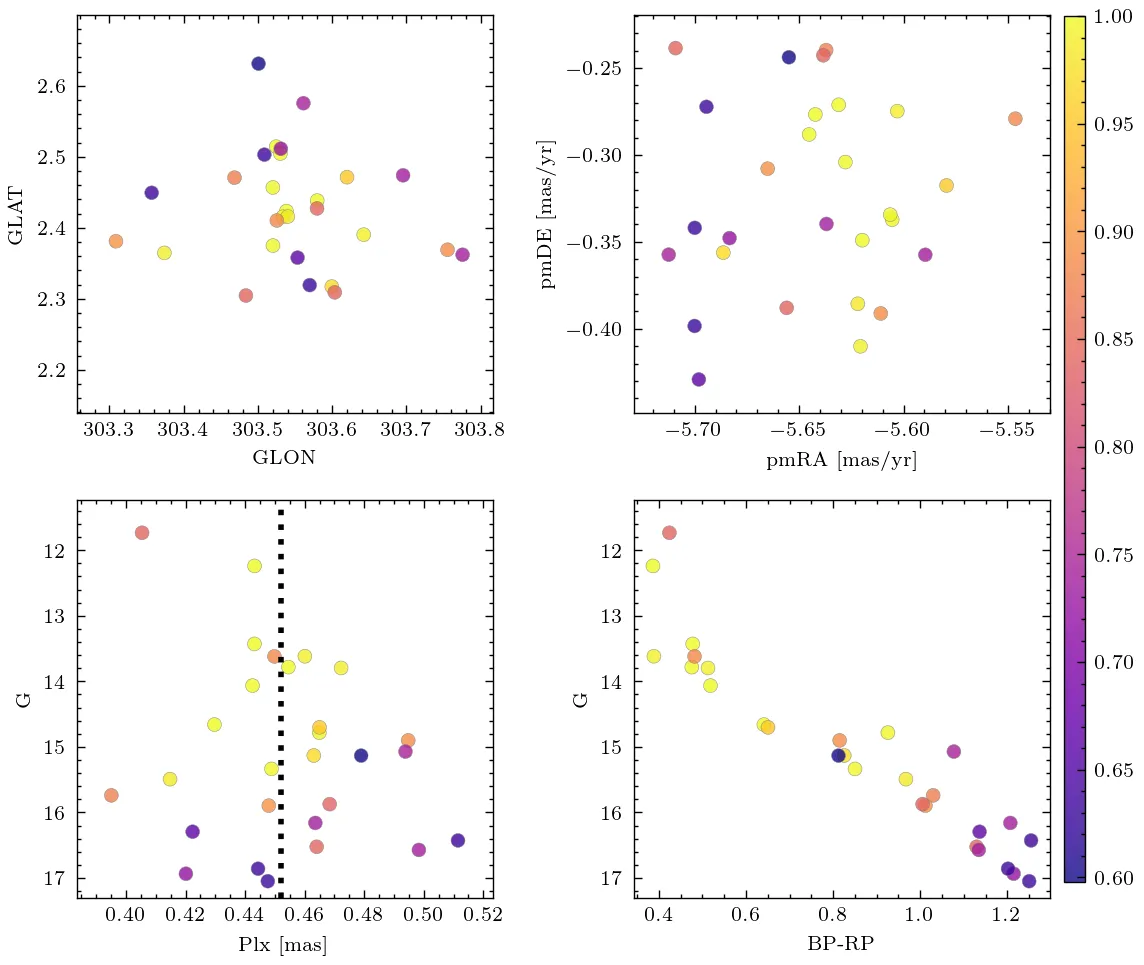 GLAT
2.6
2.5
2.4
2.3
2.2
303.3 303.4 303.5 303.6 303.7 303.8
GLON
pmDE [mas/yr]
−0.25
−0.30
−0.35
−0.40
−5.70 −5.65 −5.60 −5.55
pmRA [mas/yr]
1.00
0.95
0.90
0.85
0.80
0.75
0.70
0.65
0.60
G
12
13
14
15
16
17
0.40 0.42 0.44 0.46 0.48 0.50 0.52
Plx [mas]
G
12
13
14
15
16
17
0.4 0.6 0.8 1.0 1.2
BP-RP